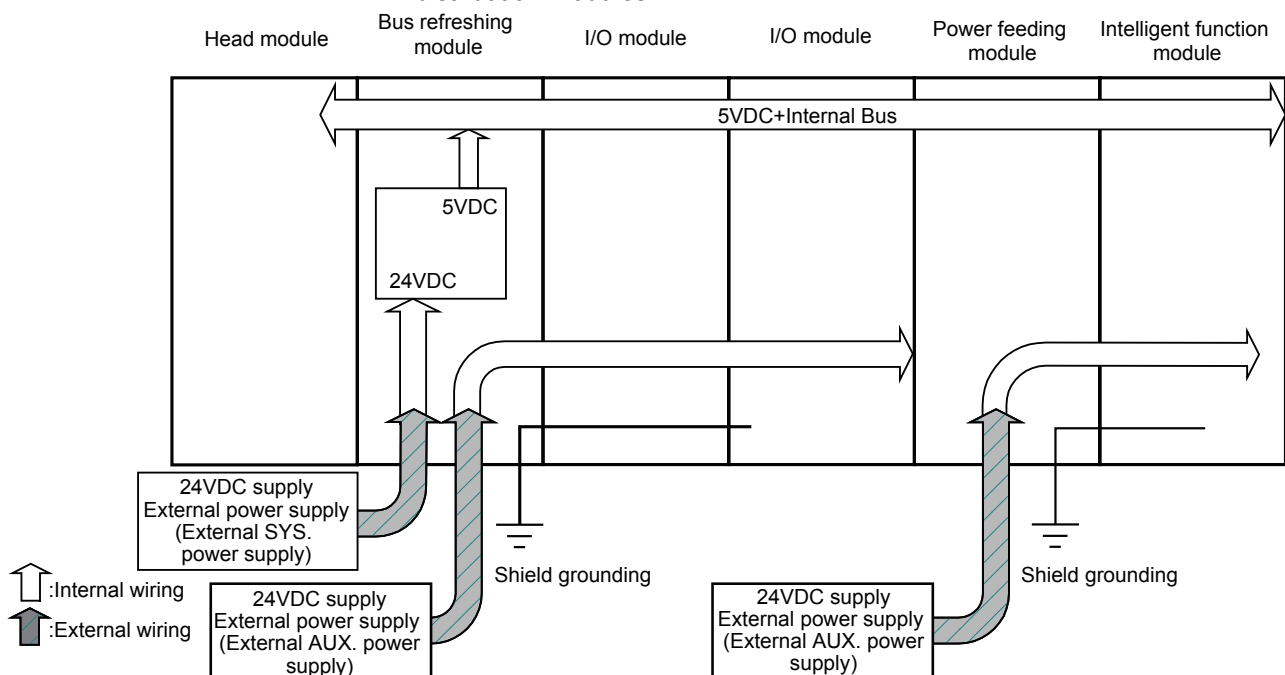 Head module
Bus refreshing
module
I/O module
I/O module
Power feeding
module
Intelligent function
module
5VDC+Internal Bus
5VDC
24VDC
24VDC supply
External power supply
(External SYS.
power supply)
Shield grounding
Shield grounding
:Internal wiring
:External wiring
24VDC supply
External power supply
(External AUX. power
supply)
24VDC supply
External power supply
(External AUX. power
supply)